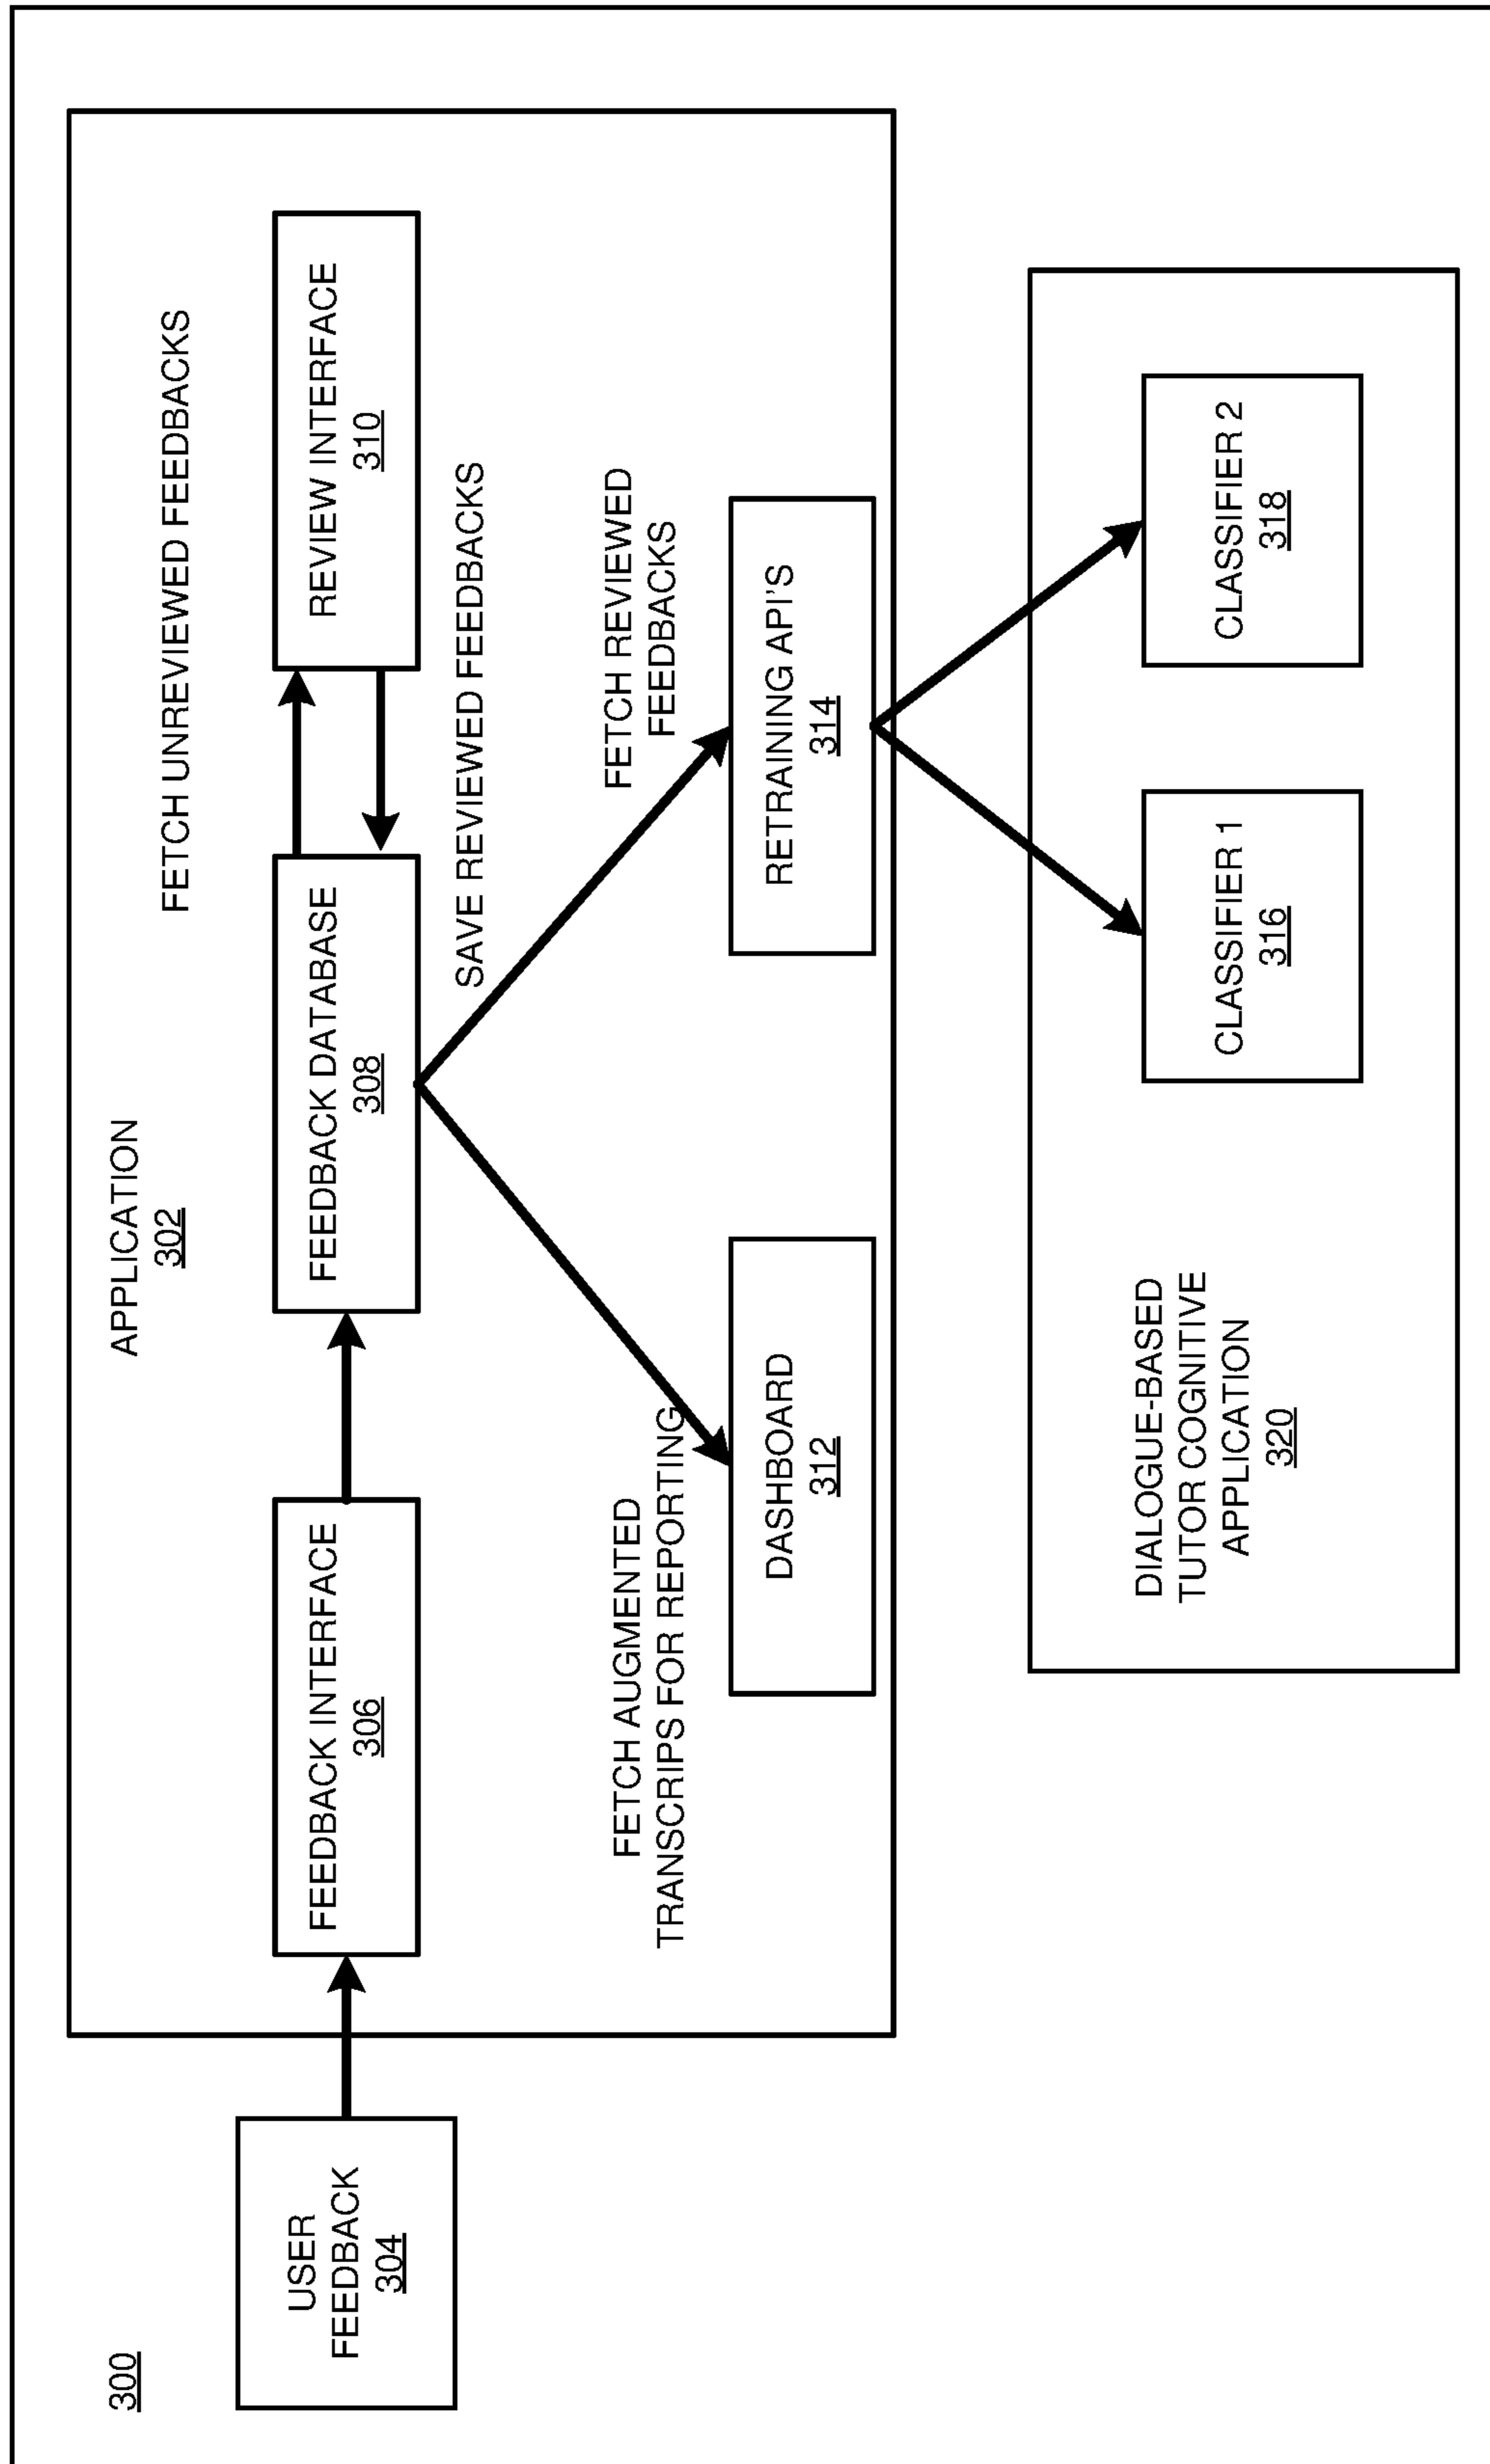 300
APPLICATION
302
FETCH UNREVIEWED FEEDBACKS
USER
FEEDBACK
304
FEEDBACK INTERFACE
306
FEEDBACK DATABASE
308
REVIEW INTERFACE
310
SAVE REVIEWED FEEDBACKS
FETCH AUGMENTED
TRANSCRIPS FOR REPORTING
FETCH REVIEWED
FEEDBACKS
DASHBOARD
312
RETRAINING API'S
314
DIALOGUE-BASED
TUTOR COGNITIVE
APPLICATION
320
CLASSIFIER 1
316
CLASSIFIER 2
318